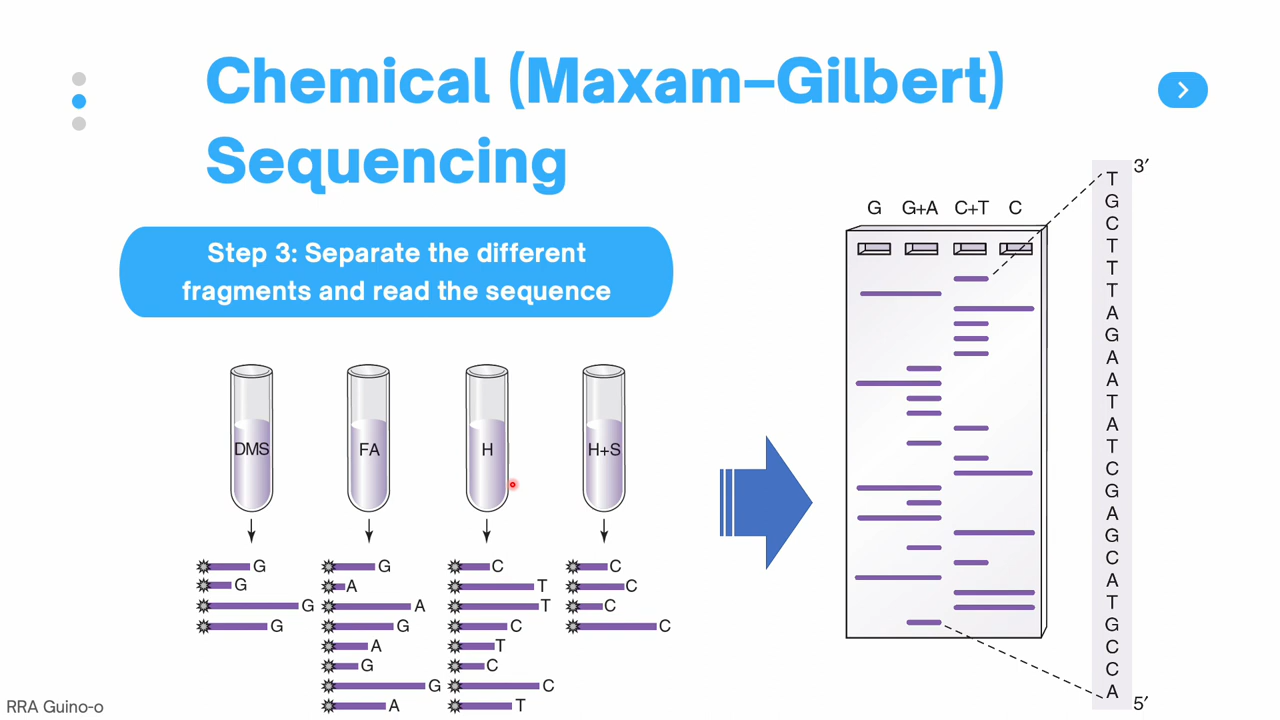 Chemical (Maxam–Gilbert)
Sequencing
Step 3: Separate the different
fragments and read the sequence
DMS FA H H+S
G G C C
G A T C
G A T C
G G C C
A T
G C
G C
A T
G G+A C+T C
3′
T
G
C
T
T
T
A
G
A
A
T
A
T
C
G
A
G
C
A
T
G
C
C
A
5′
RRA Guino-o